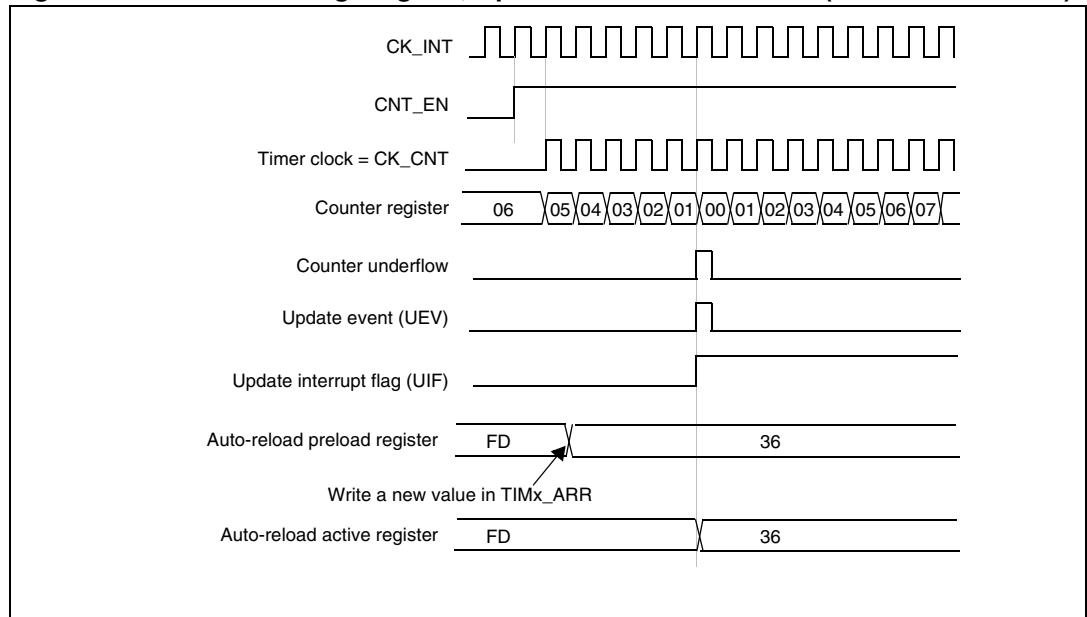 CK_INT
CNT_EN
Timer clock = CK_CNT
Counter register 06 05 04 03 02 01 00 01 02 03 04 05 06 07
Counter underflow
Update event (UEV)
Update interrupt flag (UIF)
Auto-reload preload register FD 36
Write a new value in TIMx_ARR
Auto-reload active register FD 36